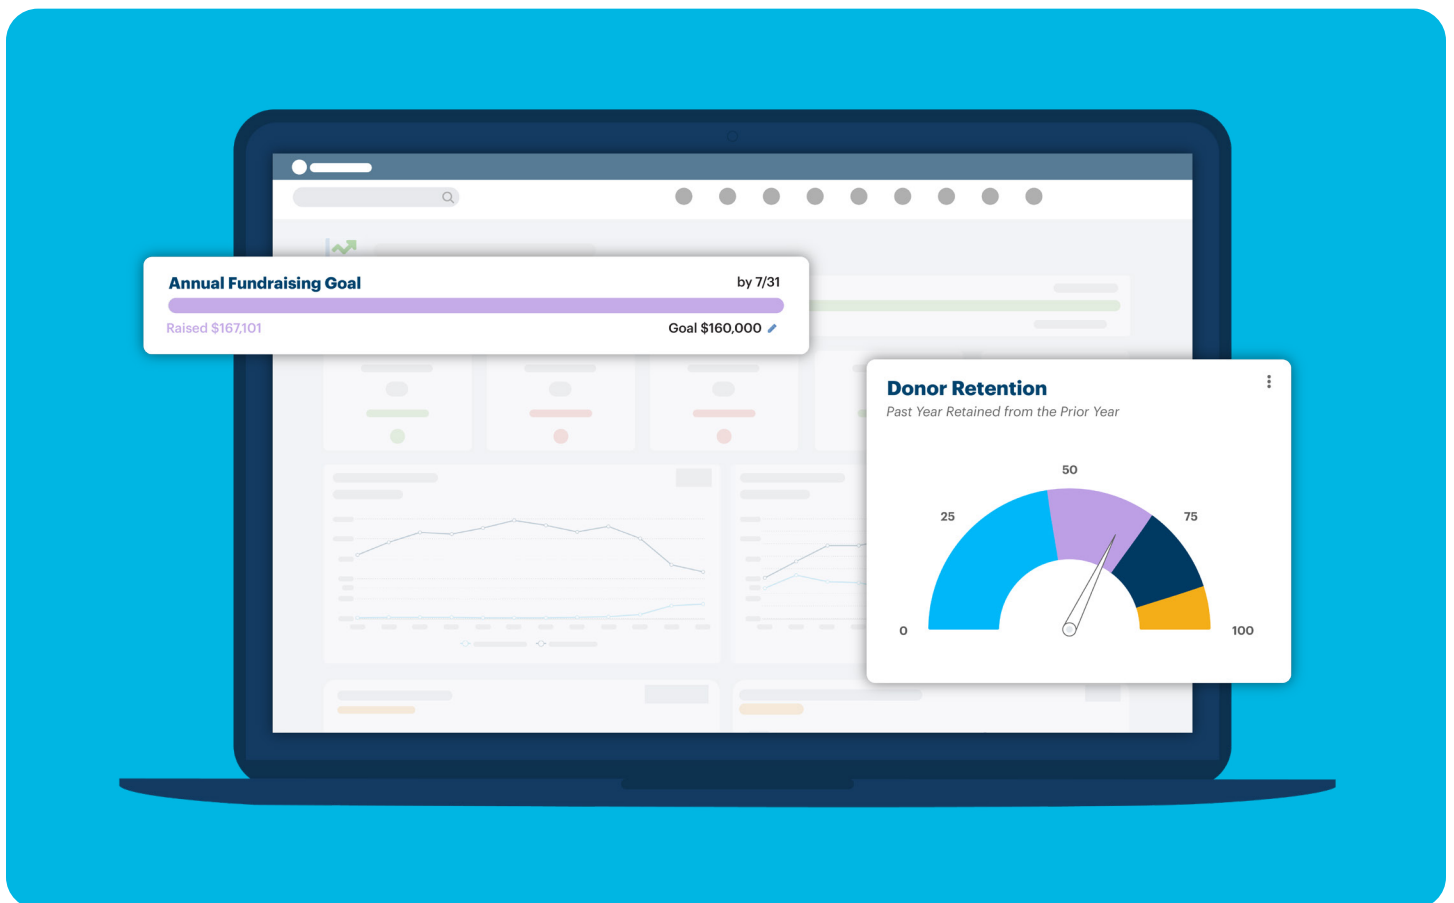 Annual Fundraising Goal by 7/31
Raised $167,101 Goal $160,000
Donor Retention
Past Year Retained from the Prior Year
50
25 75
0 100